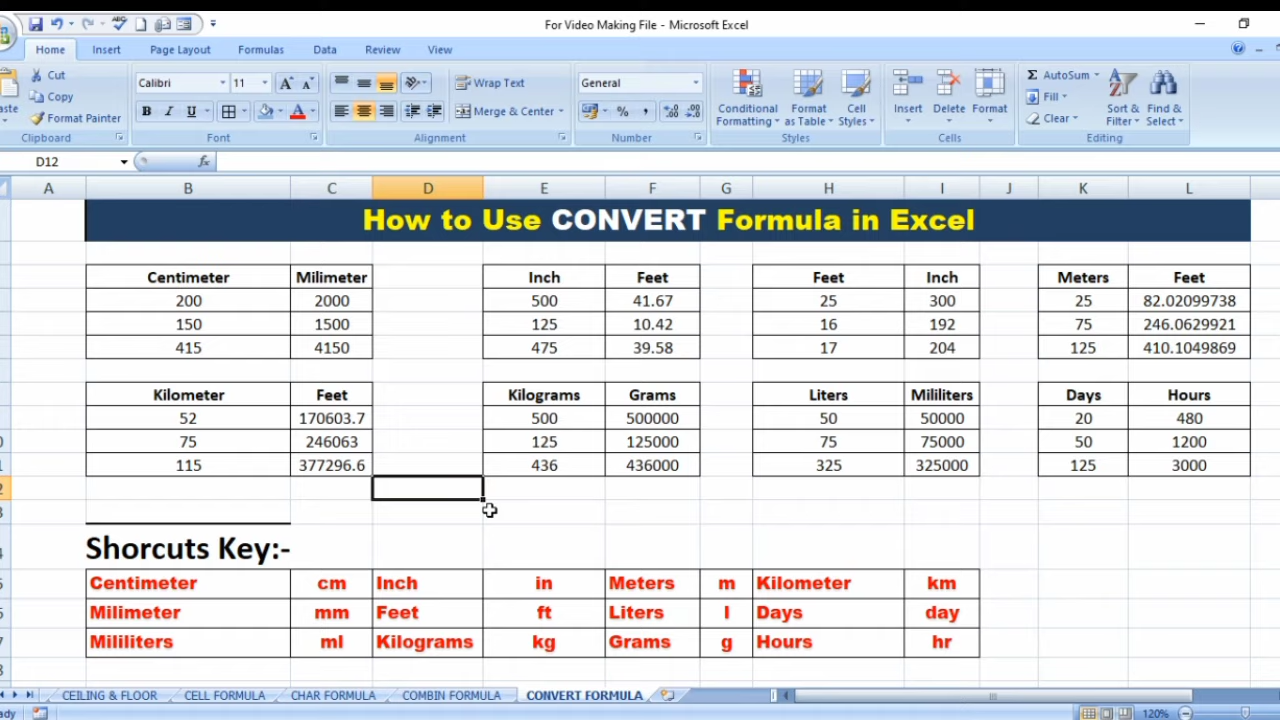 For Video Making File - Microsoft Excel
Home Insert Page Layout Formulas Data Review View
Cut Calibri 11 Wrap Text General AutoSum
Copy Conditional Format Cell Insert Delete Format Fill Sort & Find &
Format Painter B I U Merge & Center % , Formatting as Table Styles Clear Filter Select
Clipboard Font Alignment Number Styles Cells Editing
D12 fx
A B C D E F G H I J K L
How to Use CONVERT Formula in Excel
Centimeter Milimeter Inch Feet Feet Inch Meters Feet
200 2000 500 41.67 25 300 25 82.02099738
150 1500 125 10.42 16 192 75 246.0629921
415 4150 475 39.58 17 204 125 410.1049869
Kilometer Feet Kilograms Grams Liters Mililiters Days Hours
52 170603.7 500 500000 50 50000 20 480
75 246063 125 125000 75 75000 50 1200
115 377296.6 436 436000 325 325000 125 3000
Shorcuts Key:-
Centimeter cm Inch in Meters m Kilometer km
Milimeter mm Feet ft Liters l Days day
Mililiters ml Kilograms kg Grams g Hours hr
CEILING & FLOOR CELL FORMULA CHAR FORMULA COMBIN FORMULA CONVERT FORMULA
120%